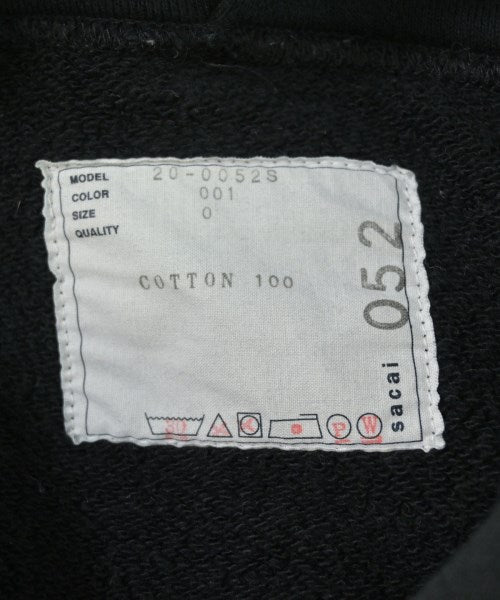 MODEL 20-0052S
COLOR 001
SIZE 0
QUALITY
COTTON 100
sacai 052
P W